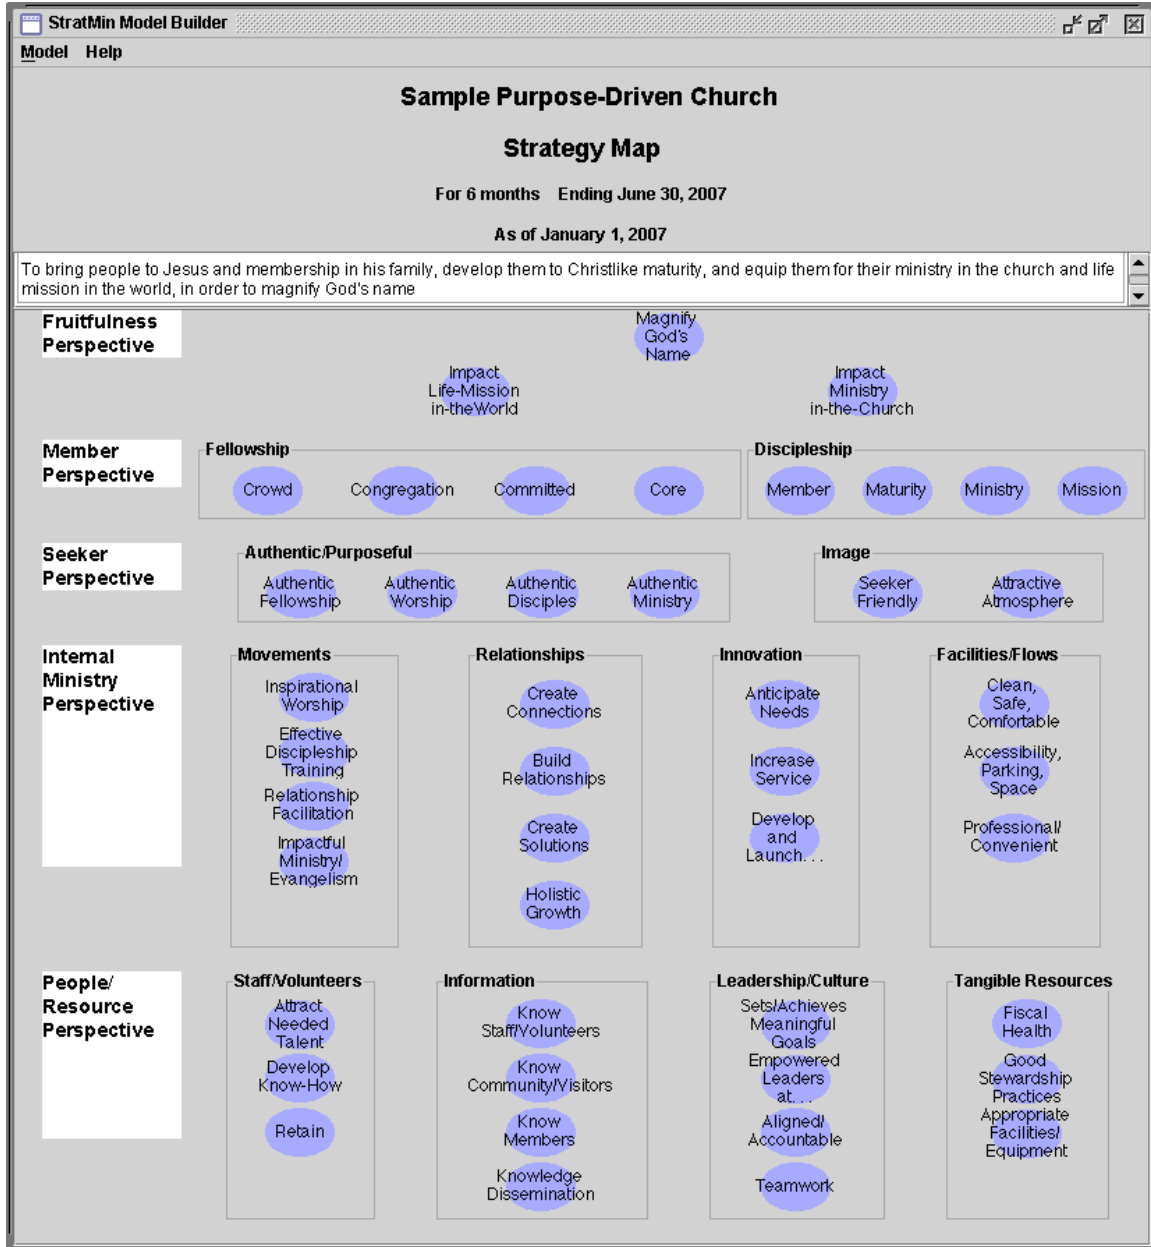 StratMin Model Builder
Model Help
Sample Purpose-Driven Church
Strategy Map
For 6 months Ending June 30, 2007
As of January 1, 2007
To bring people to Jesus and membership in his family, develop them to Christlike maturity, and equip them for their ministry in the church and life
mission in the world, in order to magnify God's name
Fruitfulness
Perspective
Magnify
God's
Name
Impact
Life-Mission
in-theWorld
Impact
Ministry
in-the-Church
Member
Perspective
Fellowship
Crowd
Congregation
Committed
Core
Discipleship
Member
Maturity
Ministry
Mission
Seeker
Perspective
Authentic/Purposeful
Authentic
Fellowship
Authentic
Worship
Authentic
Disciples
Authentic
Ministry
Image
Seeker
Friendly
Attractive
Atmosphere
Internal
Ministry
Perspective
Movements
Inspirational
Worship
Effective
Discipleship
Training
Relationship
Facilitation
Impactful
Ministry/
Evangelism
Relationships
Create
Connections
Build
Relationships
Create
Solutions
Holistic
Growth
Innovation
Anticipate
Needs
Increase
Service
Develop
and
Launch. . .
Facilities/Flows
Clean,
Safe,
Comfortable
Accessibility,
Parking,
Space
Professional/
Convenient
People/
Resource
Perspective
Staff/Volunteers
Attract
Needed
Talent
Develop
Know-How
Retain
Information
Know
Staff/Volunteers
Know
Community/Visitors
Know
Members
Knowledge
Dissemination
Leadership/Culture
Sets/Achieves
Meaningful
Goals
Empowered
Leaders
at. . .
Aligned/
Accountable
Teamwork
Tangible Resources
Fiscal
Health
Good
Stewardship
Practices
Appropriate
Facilities/
Equipment